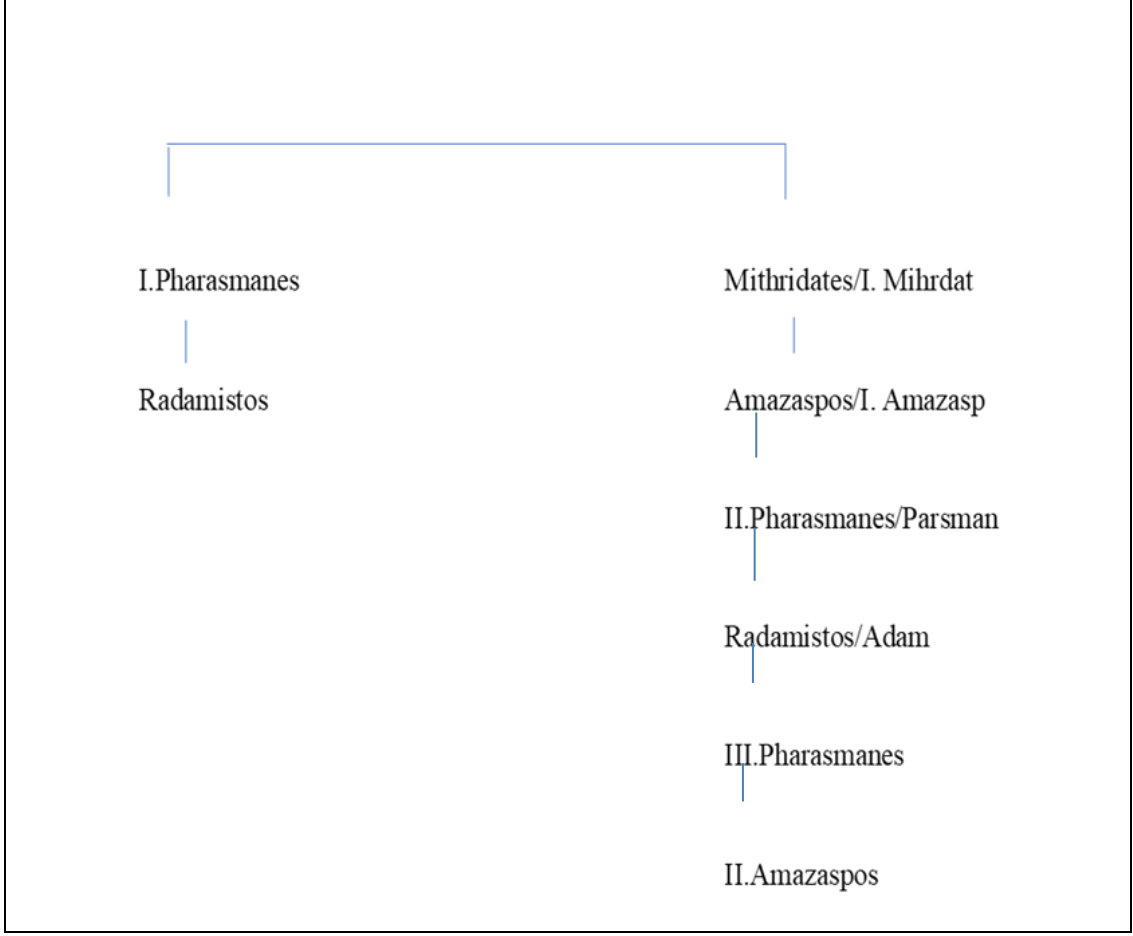 I.Pharasmanes
Mithridates/I. Mihrdat
Radamistos
Amazaspos/I. Amazasp
II.Pharasmanes/Parsman
Radamistos/Adam
III.Pharasmanes
II.Amazaspos